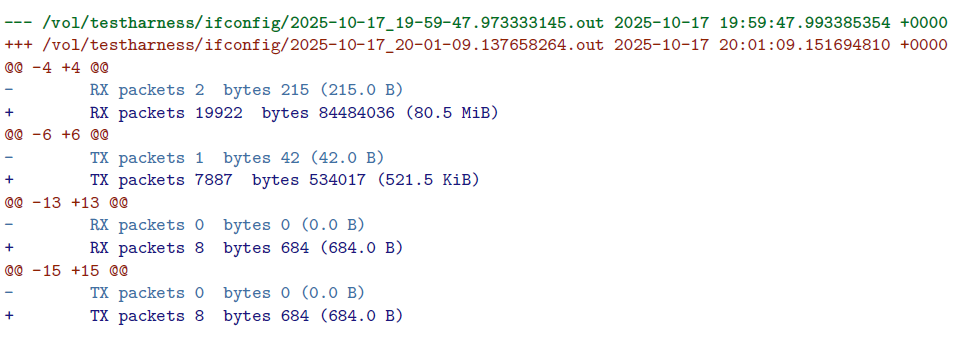 --- /vol/testharness/ifconfig/2025-10-17_19-59-47.973333145.out 2025-10-17 19:59:47.993385354 +0000
+++ /vol/testharness/ifconfig/2025-10-17_20-01-09.137658264.out 2025-10-17 20:01:09.151694810 +0000
@@ -4 +4 @@
-        RX packets 2  bytes 215 (215.0 B)
+        RX packets 19922  bytes 84484036 (80.5 MiB)
@@ -6 +6 @@
-        TX packets 1  bytes 42 (42.0 B)
+        TX packets 7887  bytes 534017 (521.5 KiB)
@@ -13 +13 @@
-        RX packets 0  bytes 0 (0.0 B)
+        RX packets 8  bytes 684 (684.0 B)
@@ -15 +15 @@
-        TX packets 0  bytes 0 (0.0 B)
+        TX packets 8  bytes 684 (684.0 B)